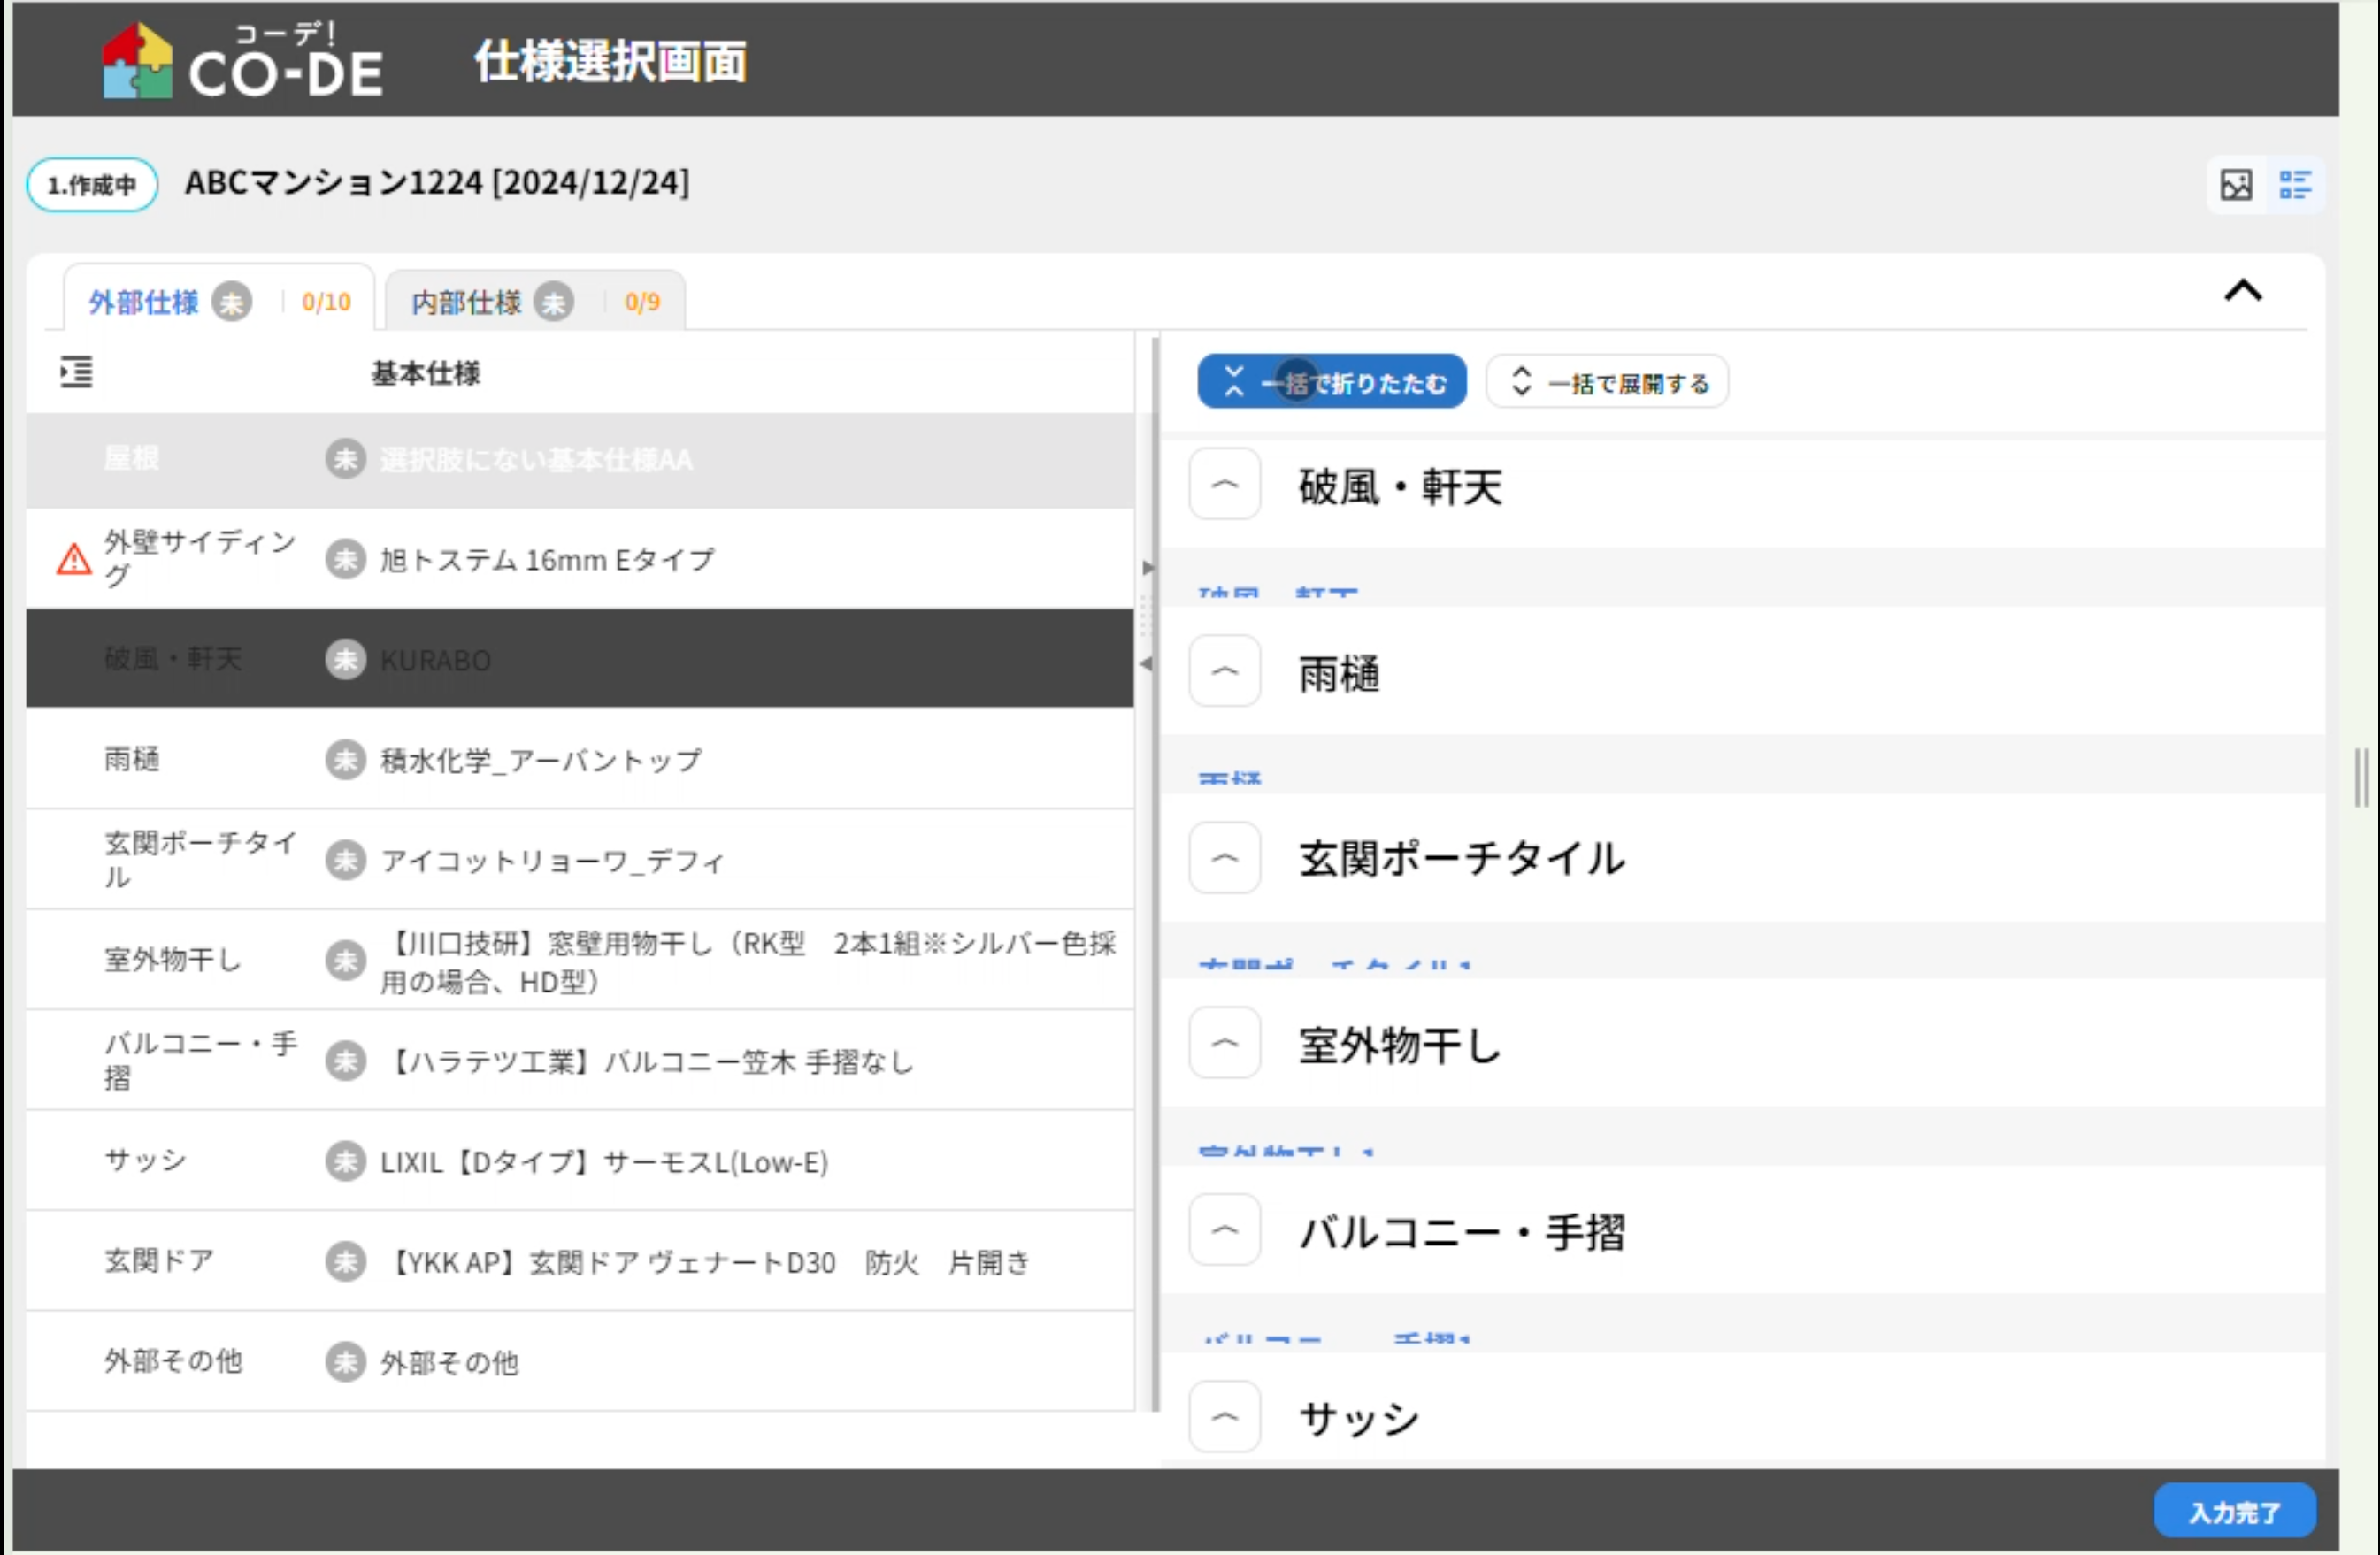 コーデ!
CO-DE
仕様選択画面
1.作成中
ABCマンション1224 [2024/12/24]
外部仕様 未 0/10
内部仕様 未 0/9
基本仕様
屋根 未 選択肢にない基本仕様AA
外壁サイディン
グ
未 旭トステム 16mm Eタイプ
破風・軒天 未 KURABO
雨樋 未 積水化学_アーバントップ
玄関ポーチタイ
ル
未 アイコットリョーワ_デフィ
室外物干し 未 【川口技研】窓壁用物干し（RK型　2本1組※シルバー色採
用の場合、HD型）
バルコニー・手
摺
未 【ハラテツ工業】バルコニー笠木 手摺なし
サッシ 未 LIXIL【Dタイプ】サーモスL(Low-E)
玄関ドア 未 【YKK AP】玄関ドア ヴェナートD30　防火　片開き
外部その他 未 外部その他
一括で折りたたむ
一括で展開する
破風・軒天
雨樋
玄関ポーチタイル
室外物干し
バルコニー・手摺
サッシ
入力完了